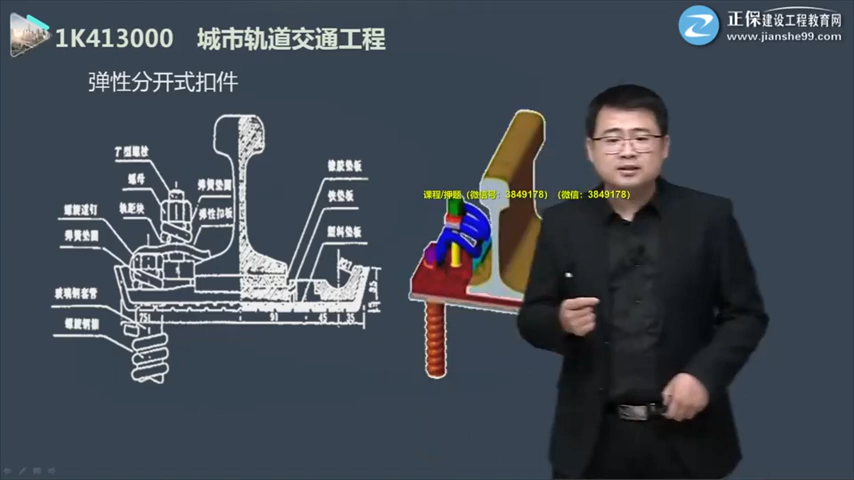 1K413000 城市轨道交通工程
正保建设工程教育网
www.jianshe99.com
弹性分开式扣件
T型螺栓
螺母
弹簧垫圈
螺旋道钉
轨距块
弹性扣板
弹簧垫圈
玻璃钢套管
螺旋钢筋
橡胶垫板
铁垫板
塑料垫板
75
91
45
35
课程/押题（微信号：3849178）（微信：3849178）